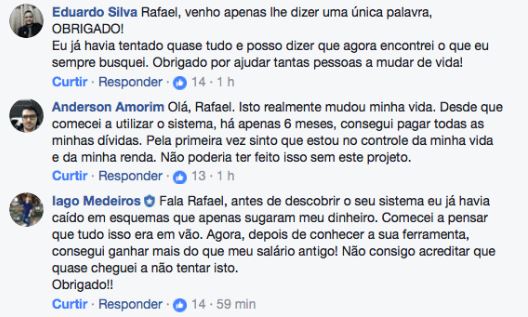 Eduardo Silva Rafael, venho apenas lhe dizer uma única palavra,
OBRIGADO!
Eu já havia tentado quase tudo e posso dizer que agora encontrei o que eu
sempre busquei. Obrigado por ajudar tantas pessoas a mudar de vida!
Curtir · Responder · 14 · 1 h
Anderson Amorim Olá, Rafael. Isto realmente mudou minha vida. Desde que
comecei a utilizar o sistema, há apenas 6 meses, consegui pagar todas as
minhas dívidas. Pela primeira vez sinto que estou no controle da minha vida
e da minha renda. Não poderia ter feito isso sem este projeto.
Curtir · Responder · 13 · 1 h
Iago Medeiros Fala Rafael, antes de descobrir o seu sistema eu já havia
caído em esquemas que apenas sugaram meu dinheiro. Comecei a pensar
que tudo isso era em vão. Agora, depois de conhecer a sua ferramenta,
consegui ganhar mais do que meu salário antigo! Não consigo acreditar que
quase cheguei a não tentar isto.
Obrigado!!
Curtir · Responder · 14 · 59 min